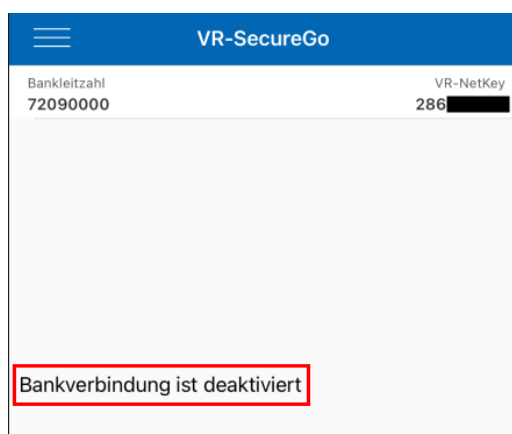 VR-SecureGo
Bankleitzahl VR-NetKey
72090000 286
Bankverbindung ist deaktiviert